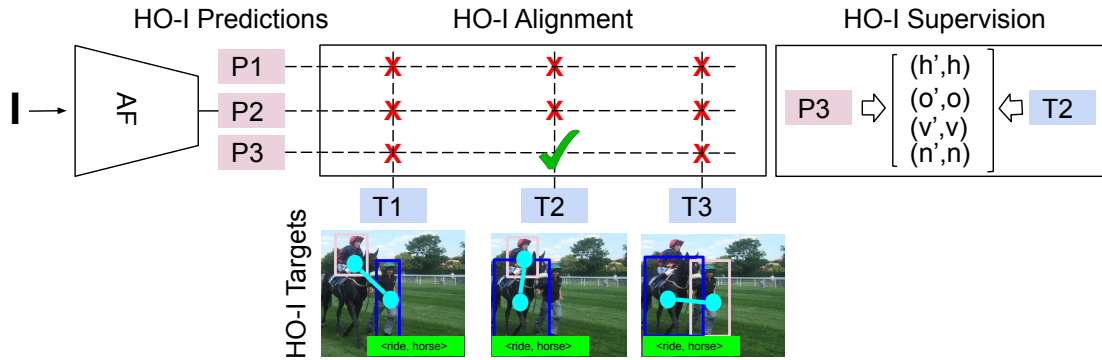 HO-I Predictions
HO-I Alignment
HO-I Supervision
I
AF
P1
P2
P3
X X X
X X X
X X
P3
(h',h)
(o',o)
(v',v)
(n',n)
T2
T1 T2 T3
HO-I Targets
<ride, horse>
<ride, horse>
<ride, horse>